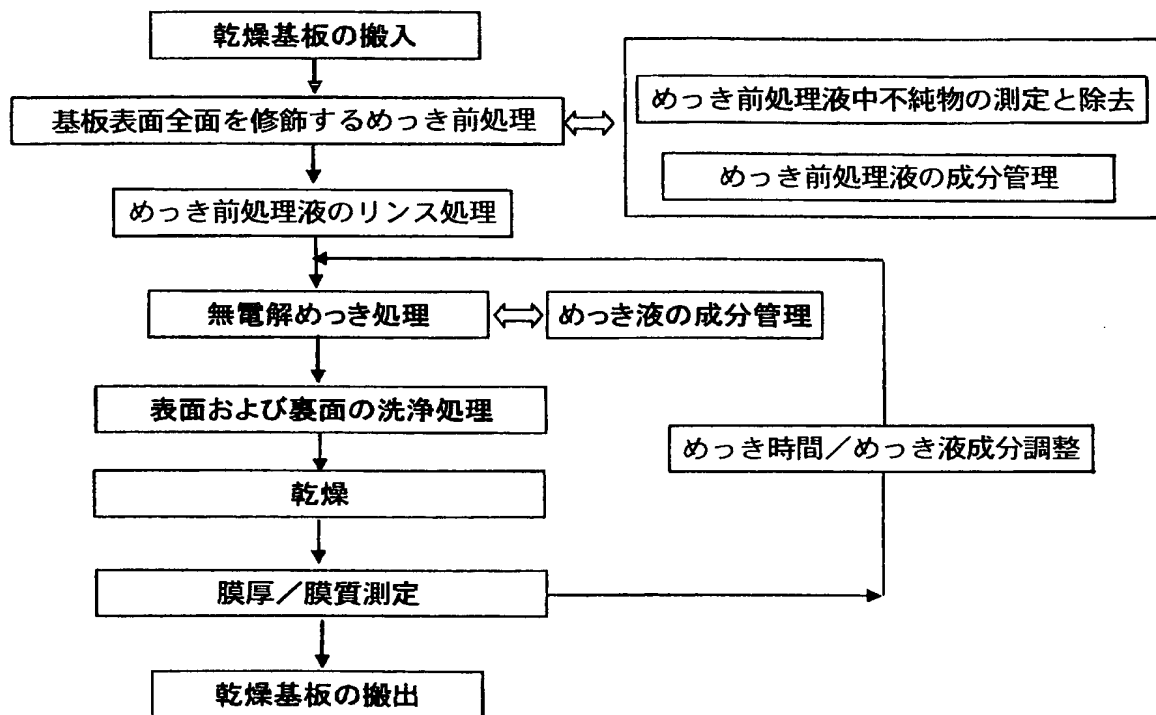 乾燥基板の搬入
基板表面全面を修飾するめっき前処理
めっき前処理液中不純物の測定と除去
めっき前処理液の成分管理
めっき前処理液のリンス処理
無電解めっき処理
めっき液の成分管理
表面および裏面の洗浄処理
めっき時間／めっき液成分調整
乾燥
膜厚／膜質測定
乾燥基板の搬出